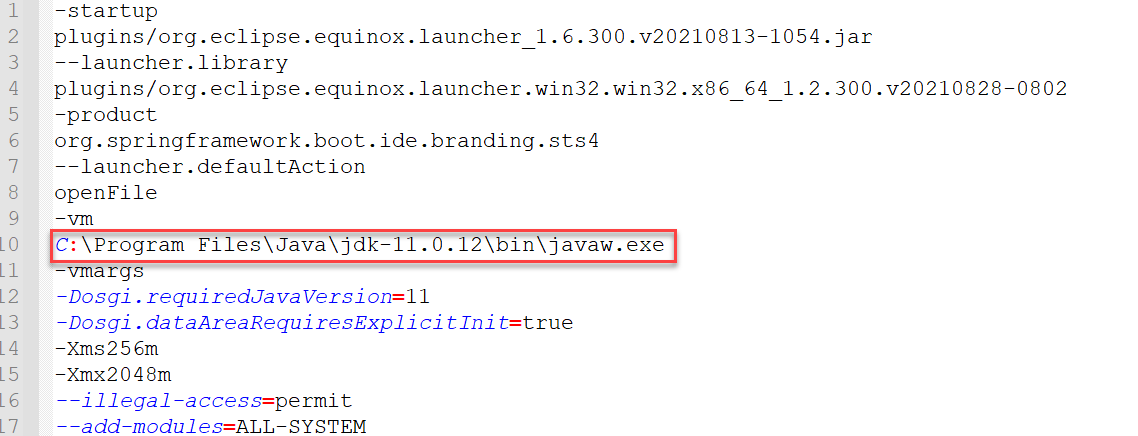 1 -startup
2 plugins/org.eclipse.equinox.launcher_1.6.300.v20210813-1054.jar
3 --launcher.library
4 plugins/org.eclipse.equinox.launcher.win32.win32.x86_64_1.2.300.v20210828-0802
5 -product
6 org.springframework.boot.ide.branding.sts4
7 --launcher.defaultAction
8 openFile
9 -vm
10 C:\Program Files\Java\jdk-11.0.12\bin\javaw.exe
11 -vmargs
12 -Dosgi.requiredJavaVersion=11
13 -Dosgi.dataAreaRequiresExplicitInit=true
14 -Xms256m
15 -Xmx2048m
16 --illegal-access=permit
17 --add-modules=ALL-SYSTEM